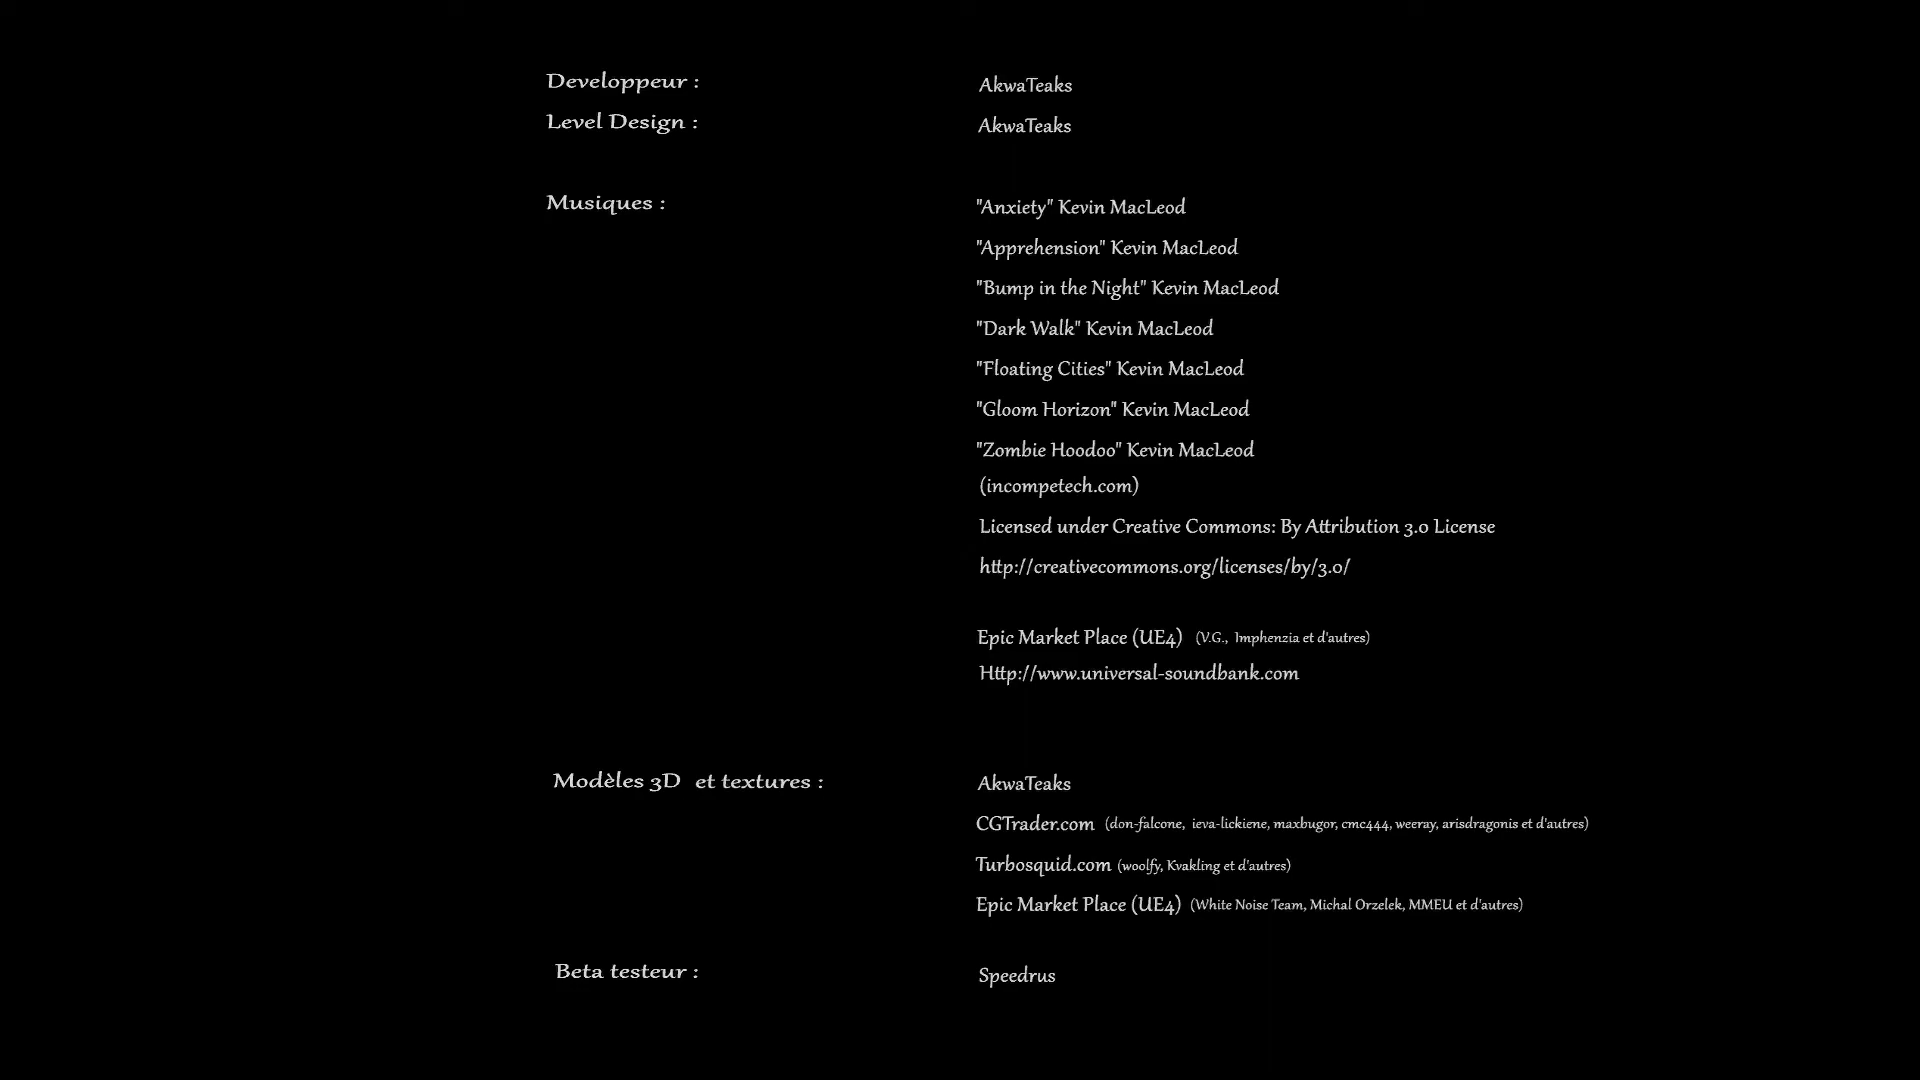 Developpeur : AkwaTeaks
Level Design : AkwaTeaks
Musiques : "Anxiety" Kevin MacLeod
"Apprehension" Kevin MacLeod
"Bump in the Night" Kevin MacLeod
"Dark Walk" Kevin MacLeod
"Floating Cities" Kevin MacLeod
"Gloom Horizon" Kevin MacLeod
"Zombie Hoodoo" Kevin MacLeod
(incompetech.com)
Licensed under Creative Commons: By Attribution 3.0 License
http://creativecommons.org/licenses/by/3.0/
Epic Market Place (UE4) (V.G., Imphenzia et d'autres)
Http://www.universal-soundbank.com
Modèles 3D et textures : AkwaTeaks
CGTrader.com (don-falcone, ieva-lickiene, maxbugor, cmc444, weeray, arisdragonis et d'autres)
Turbosquid.com (woolfy, Kvakling et d'autres)
Epic Market Place (UE4) (White Noise Team, Michal Orzelek, MMEU et d'autres)
Beta testeur : Speedrus